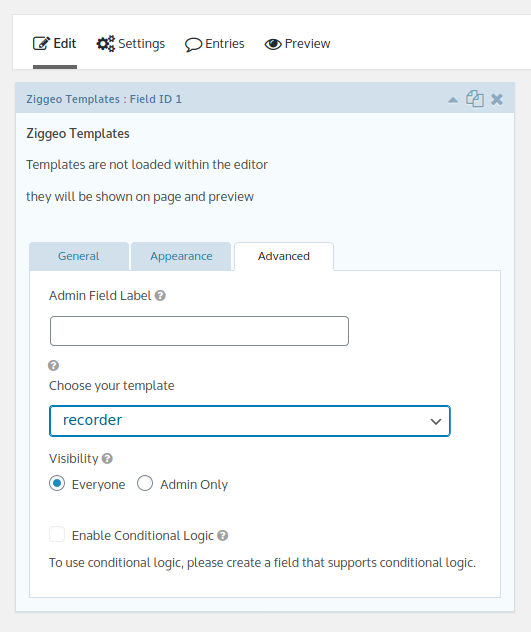 Edit Settings Entries Preview
Ziggeo Templates : Field ID 1
Ziggeo Templates
Templates are not loaded within the editor
they will be shown on page and preview
General Appearance Advanced
Admin Field Label ?
?
Choose your template
recorder
Visibility ?
Everyone Admin Only
Enable Conditional Logic ?
To use conditional logic, please create a field that supports conditional logic.